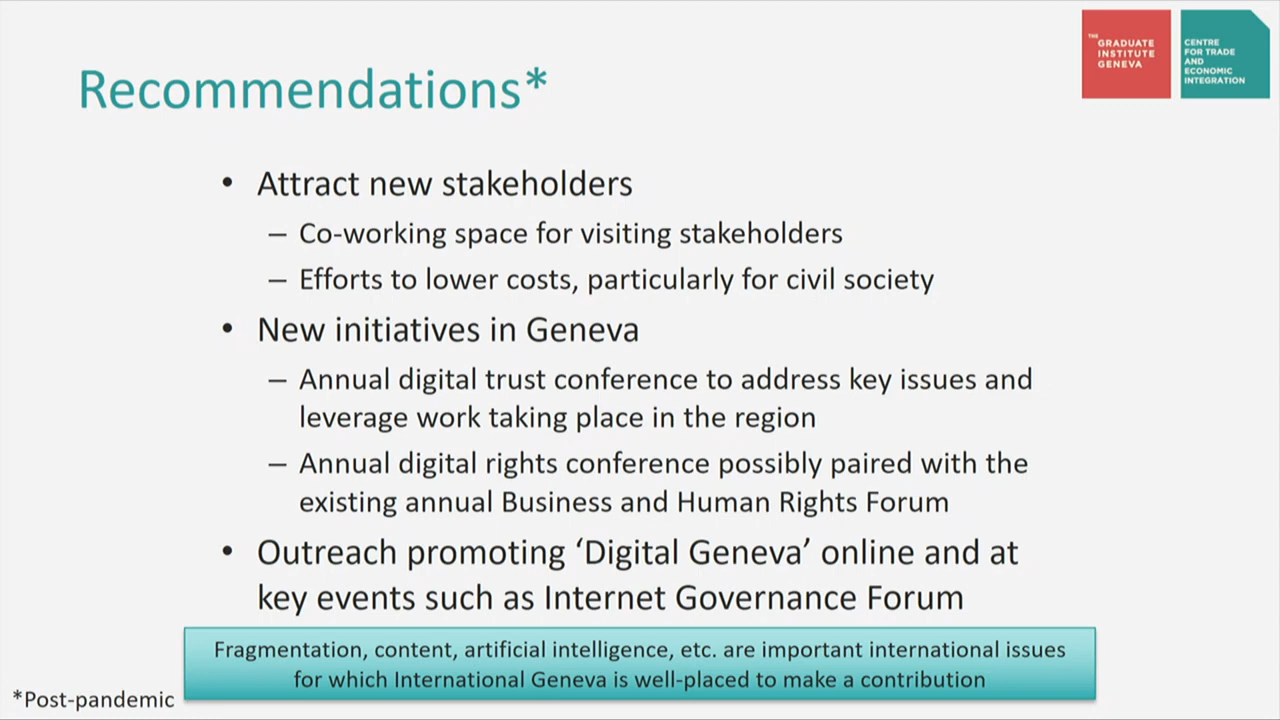 Recommendations*
THE
GRADUATE
INSTITUTE
GENEVA
CENTRE
FOR TRADE
AND
ECONOMIC
INTEGRATION
• Attract new stakeholders
– Co-working space for visiting stakeholders
– Efforts to lower costs, particularly for civil society
• New initiatives in Geneva
– Annual digital trust conference to address key issues and
leverage work taking place in the region
– Annual digital rights conference possibly paired with the
existing annual Business and Human Rights Forum
• Outreach promoting ‘Digital Geneva’ online and at
key events such as Internet Governance Forum
Fragmentation, content, artificial intelligence, etc. are important international issues
for which International Geneva is well-placed to make a contribution
*Post-pandemic